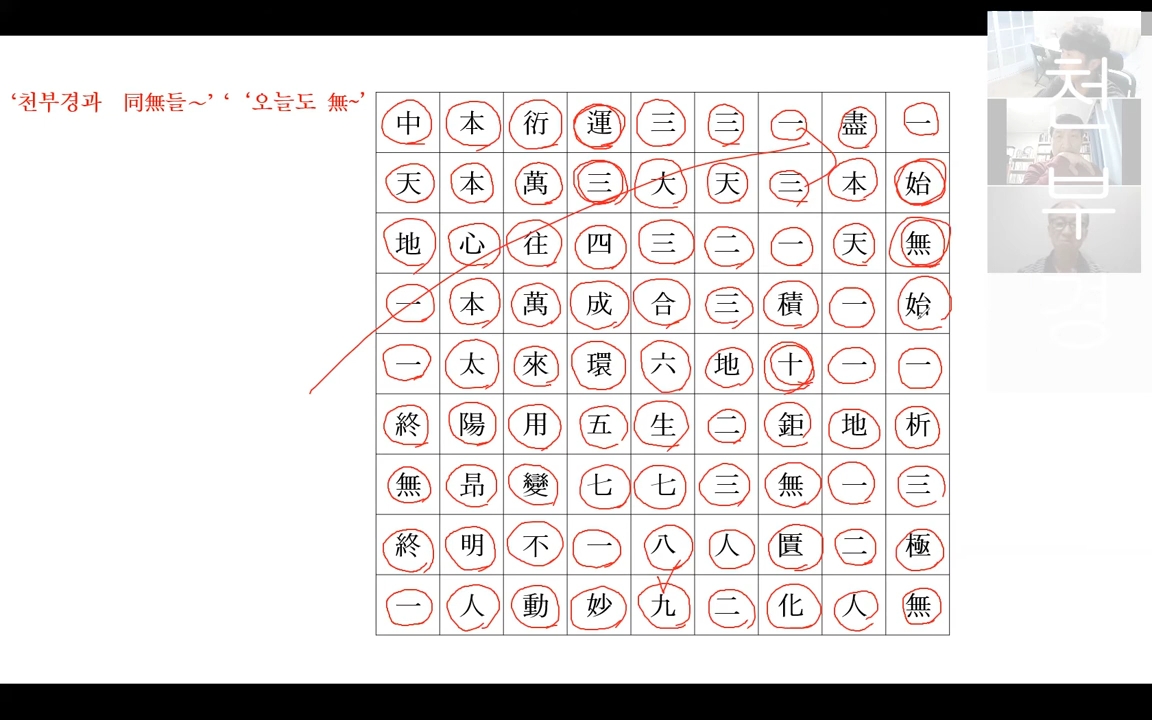 ‘천부경과 同無들～’ ‘ ‘오늘도 無~’
中 本 衍 運 三 三 一 盡 一
天 本 萬 三 大 天 三 本 始
地 心 往 四 三 二 一 天 無
一 本 萬 成 合 三 積 一 始
一 太 來 環 六 地 十 一 一
終 陽 用 五 生 二 鉅 地 析
無 昻 變 七 七 三 無 一 三
終 明 不 一 八 人 匱 二 極
一 人 動 妙 九 二 化 人 無
천
부
경